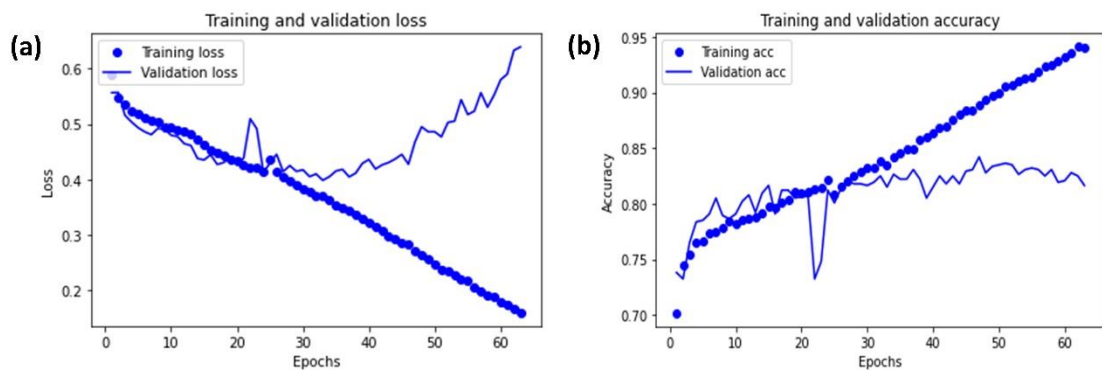 (a)
Training and validation loss
Training loss
Validation loss
0.6
0.5
0.4
0.3
0.2
Loss
0 10 20 30 40 50 60
Epochs
(b)
Training and validation accuracy
Training acc
Validation acc
0.95
0.90
0.85
0.80
0.75
0.70
Accuracy
0 10 20 30 40 50 60
Epochs